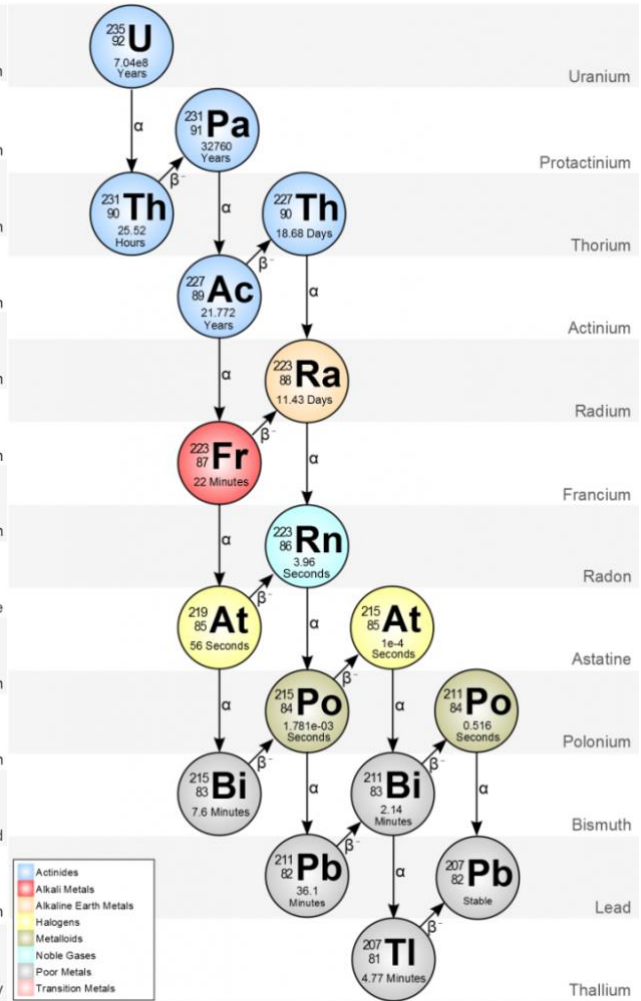 235
92
U
7.04e8
Years
Uranium
α
231
91
Pa
32760
Years
Protactinium
β⁻
231
90
Th
25.52
Hours
α
227
90
Th
18.68 Days
Thorium
β⁻
227
89
Ac
21.772
Years
α
Actinium
α
223
88
Ra
11.43 Days
Radium
β⁻
223
87
Fr
22 Minutes
α
Francium
α
223
86
Rn
3.96
Seconds
Radon
β⁻
219
85
At
56 Seconds
α
215
85
At
1e-4
Seconds
Astatine
β⁻
α
215
84
Po
1.781e-03
Seconds
α
211
84
Po
0.516
Seconds
Polonium
β⁻
β⁻
215
83
Bi
7.6 Minutes
α
211
83
Bi
2.14
Minutes
α
Bismuth
β⁻
211
82
Pb
36.1
Minutes
α
207
82
Pb
Stable
Lead
β⁻
207
81
Tl
4.77 Minutes
Thallium
Actinides
Alkali Metals
Alkaline Earth Metals
Halogens
Metalloids
Noble Gases
Poor Metals
Transition Metals